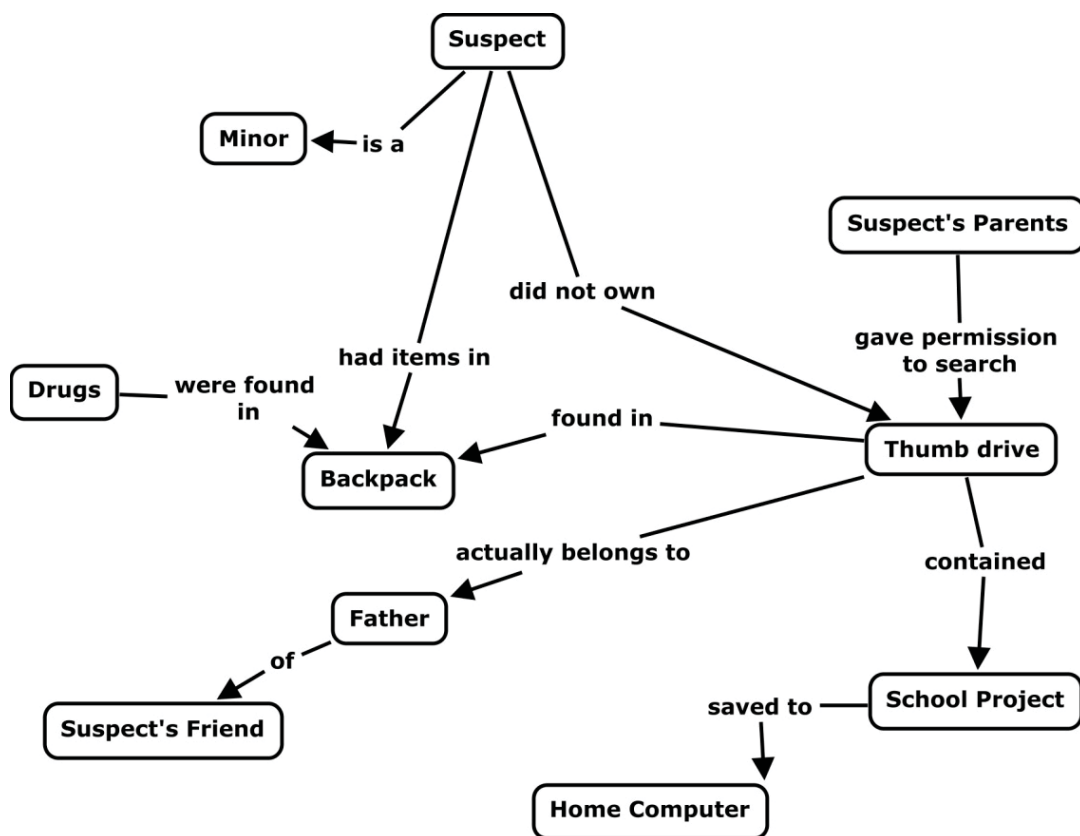 Suspect
Minor
is a
Suspect's Parents
did not own
gave permission
to search
had items in
Drugs
were found
in
found in
Thumb drive
Backpack
actually belongs to
contained
Father
of
School Project
saved to
Suspect's Friend
Home Computer